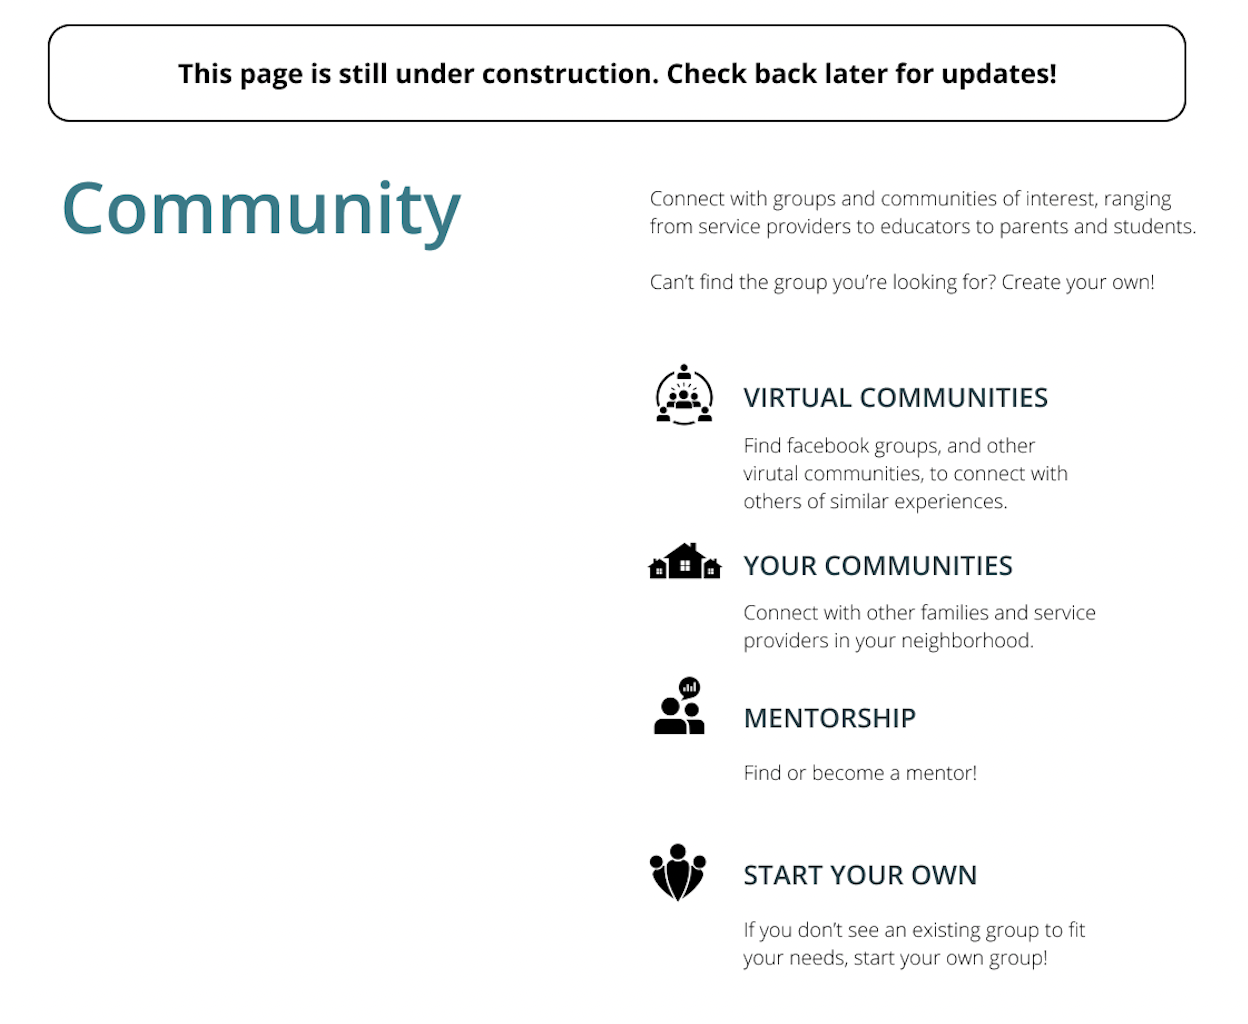 This page is still under construction. Check back later for updates!
Community
Connect with groups and communities of interest, ranging
from service providers to educators to parents and students.
Can’t find the group you’re looking for? Create your own!
VIRTUAL COMMUNITIES
Find facebook groups, and other
virutal communities, to connect with
others of similar experiences.
YOUR COMMUNITIES
Connect with other families and service
providers in your neighborhood.
MENTORSHIP
Find or become a mentor!
START YOUR OWN
If you don’t see an existing group to fit
your needs, start your own group!